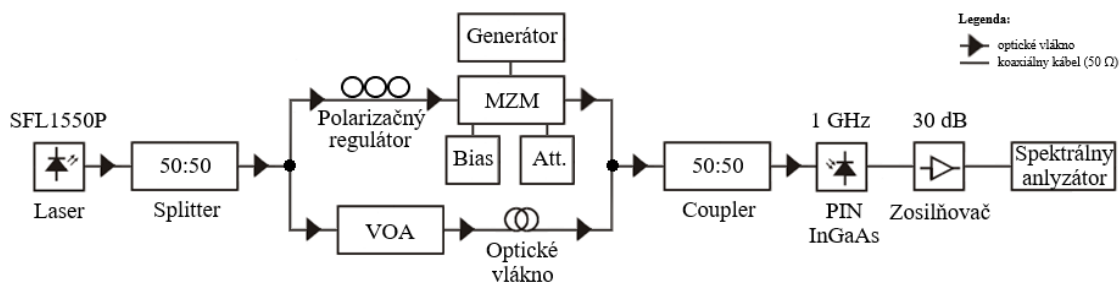 Legenda:
optické vlákno
koaxiálny kábel (50 Ω)
Generátor
MZM
Polarizačný
regulátor
Bias
Att.
SFL1550P
Laser
50:50
Splitter
VOA
Optické
vlákno
50:50
Coupler
1 GHz
PIN
InGaAs
30 dB
Zosilňovač
Spektrálny
anlyzátor